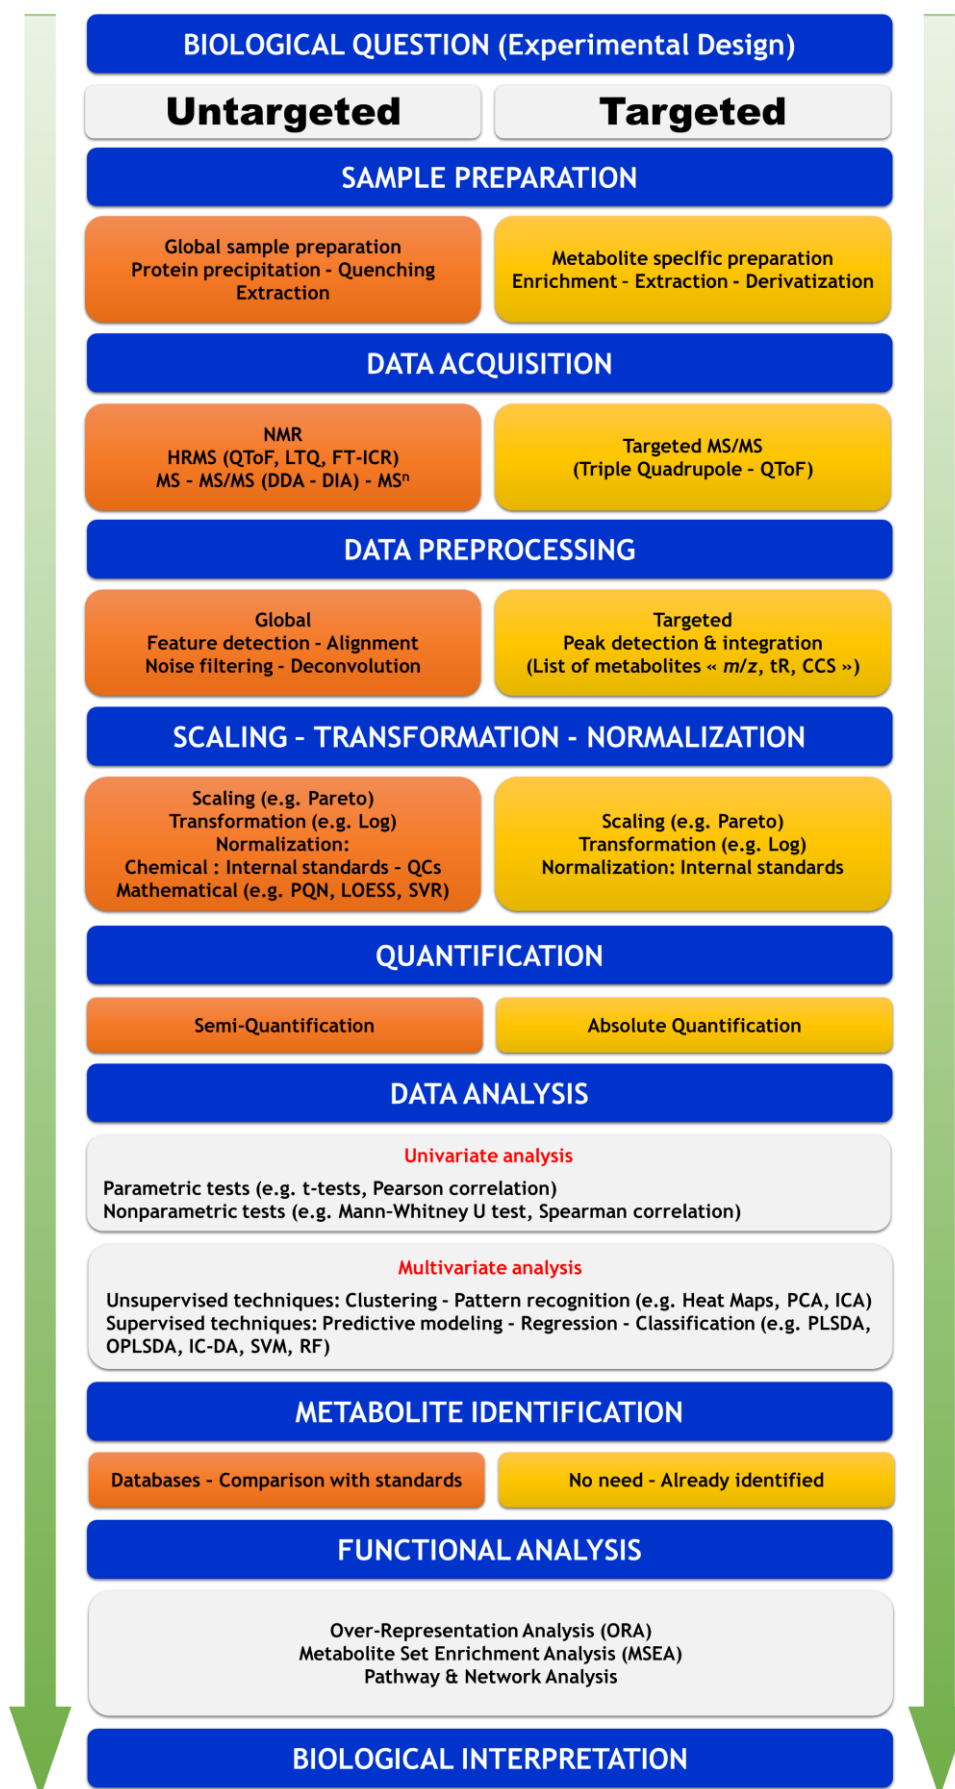 BIOLOGICAL QUESTION (Experimental Design)
Untargeted
Targeted
SAMPLE PREPARATION
Global sample preparation
Protein precipitation - Quenching
Extraction
Metabolite specific preparation
Enrichment – Extraction - Derivatization
DATA ACQUISITION
NMR
HRMS (QToF, LTQ, FT-ICR)
MS – MS/MS (DDA - DIA) - MSⁿ
Targeted MS/MS
(Triple Quadrupole – QToF)
DATA PREPROCESSING
Global
Feature detection - Alignment
Noise filtering - Deconvolution
Targeted
Peak detection & integration
(List of metabolites « m/z, tR, CCS »)
SCALING – TRANSFORMATION - NORMALIZATION
Scaling (e.g. Pareto)
Transformation (e.g. Log)
Normalization:
Chemical : Internal standards – QCs
Mathematical (e.g. PQN, LOESS, SVR)
Scaling (e.g. Pareto)
Transformation (e.g. Log)
Normalization: Internal standards
QUANTIFICATION
Semi-Quantification
Absolute Quantification
DATA ANALYSIS
Univariate analysis
Parametric tests (e.g. t-tests, Pearson correlation)
Nonparametric tests (e.g. Mann–Whitney U test, Spearman correlation)
Multivariate analysis
Unsupervised techniques: Clustering - Pattern recognition (e.g. Heat Maps, PCA, ICA)
Supervised techniques: Predictive modeling - Regression – Classification (e.g. PLSDA,
OPLSDA, IC-DA, SVM, RF)
METABOLITE IDENTIFICATION
Databases – Comparison with standards
No need – Already identified
FUNCTIONAL ANALYSIS
Over-Representation Analysis (ORA)
Metabolite Set Enrichment Analysis (MSEA)
Pathway & Network Analysis
BIOLOGICAL INTERPRETATION